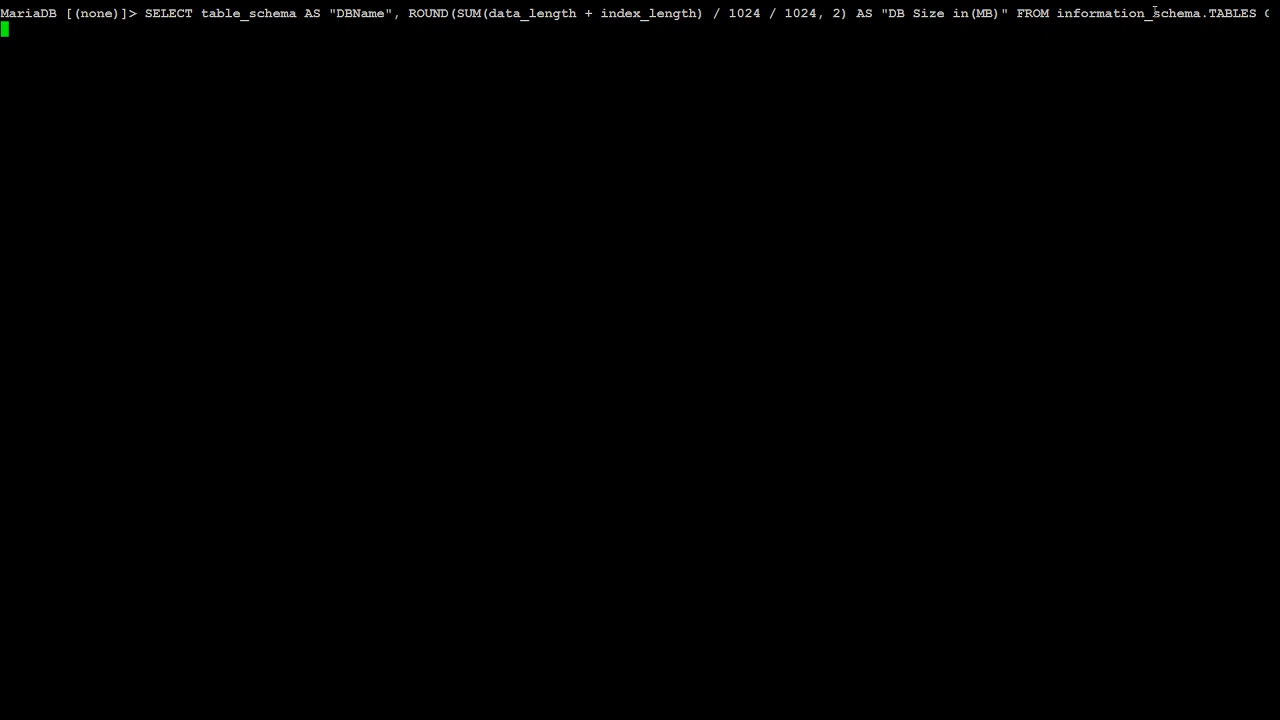 MariaDB [(none)]> SELECT table_schema AS "DBName", ROUND(SUM(data_length + index_length) / 1024 / 1024, 2) AS "DB Size in(MB)" FROM information_schema.TABLES